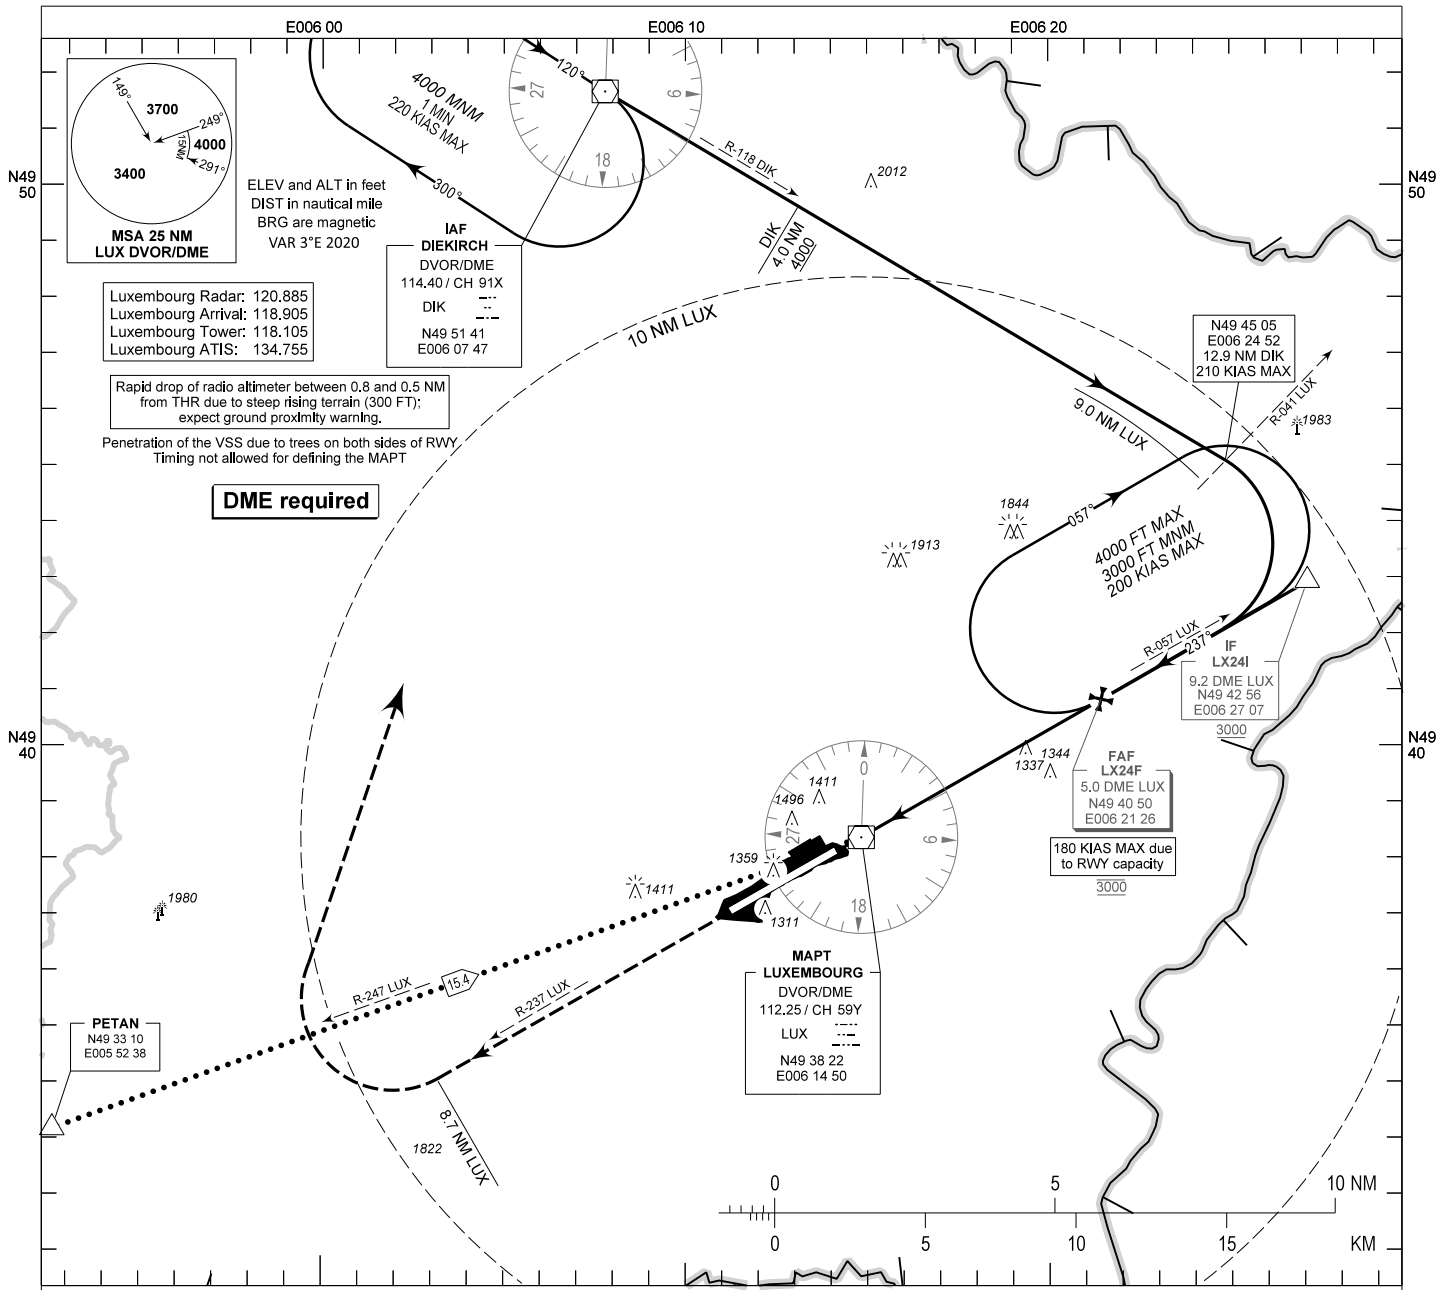 E006 00
E006 10
E006 20
149°
3700
249°
4000
15NM
291°
3400
MSA 25 NM
LUX DVOR/DME
ELEV and ALT in feet
DIST in nautical mile
BRG are magnetic
VAR 3°E 2020
4000 MNM
1 MIN
220 KIAS MAX
120°
300°
27
9
18
R-118 DIK
2012
N49
50
N49
50
DIK
4.0 NM
4000
IAF
DIEKIRCH
DVOR/DME
114.40 / CH 91X
DIK
N49 51 41
E006 07 47
Luxembourg Radar: 120.885
Luxembourg Arrival: 118.905
Luxembourg Tower: 118.105
Luxembourg ATIS: 134.755
10 NM LUX
Rapid drop of radio altimeter between 0.8 and 0.5 NM
from THR due to steep rising terrain (300 FT);
expect ground proximity warning.
Penetration of the VSS due to trees on both sides of RWY
Timing not allowed for defining the MAPT
DME required
N49 45 05
E006 24 52
12.9 NM DIK
210 KIAS MAX
R-041 LUX
1983
9.0 NM LUX
1844
1913
057°
4000 FT MAX
3000 FT MNM
200 KIAS MAX
R-057 LUX
237°
IF
LX24I
9.2 DME LUX
N49 42 56
E006 27 07
3000
N49
40
N49
40
1337
1344
FAF
LX24F
5.0 DME LUX
N49 40 50
E006 21 26
180 KIAS MAX due
to RWY capacity
3000
0
9
18
27
1411
1496
1359
1311
1411
1980
MAPT
LUXEMBOURG
DVOR/DME
112.25 / CH 59Y
LUX
N49 38 22
E006 14 50
R-247 LUX
15.4
R-237 LUX
PETAN
N49 33 10
E005 52 38
1822
8.7 NM LUX
0
5
10 NM
0
5
10
15
KM